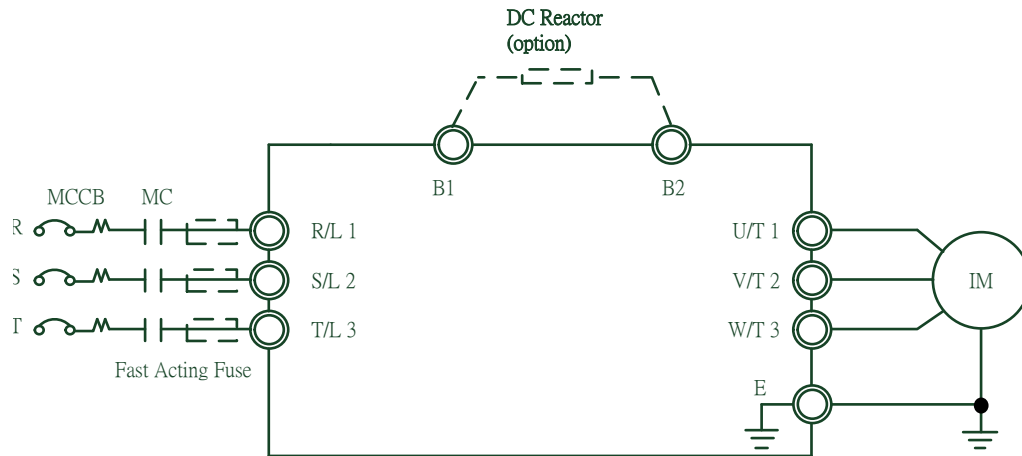 DC Reactor
(option)
B1 B2
MCCB MC
R R/L 1 U/T 1
S S/L 2 V/T 2 IM
T T/L 3 W/T 3
Fast Acting Fuse
E